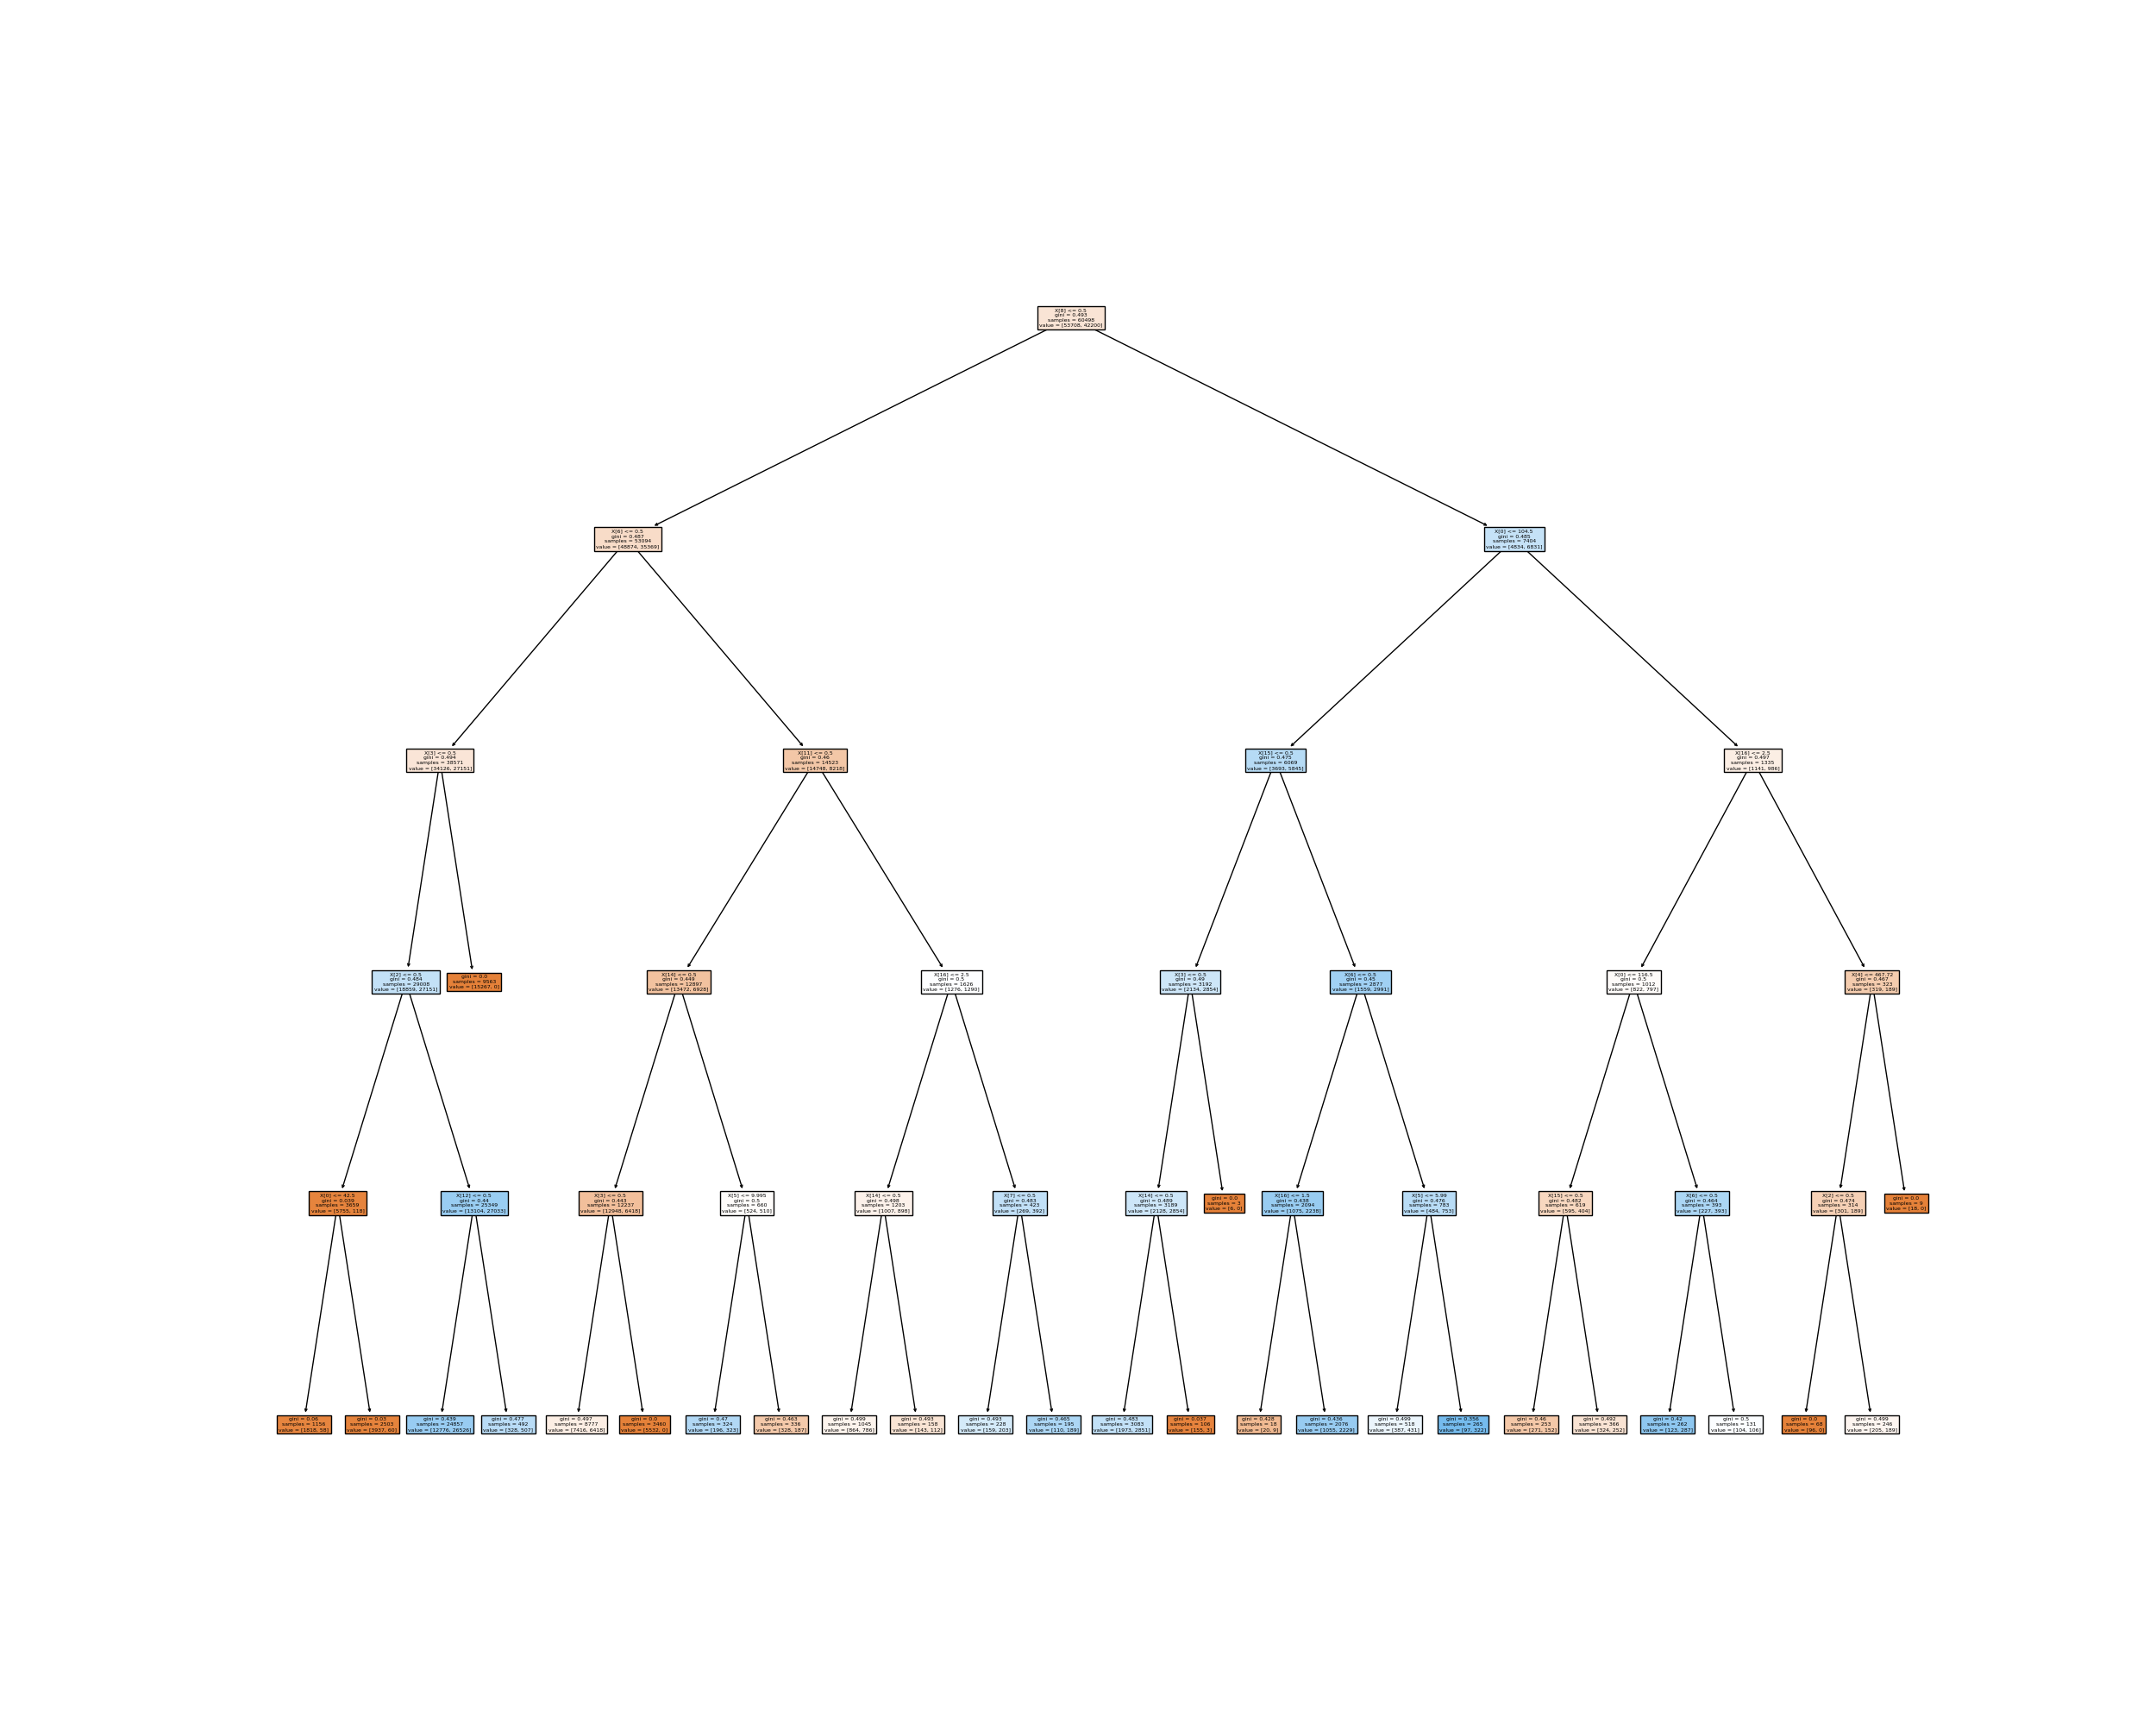 X[8] <= 0.5
gini = 0.493
samples = 60498
value = [53708, 42200]
X[6] <= 0.5
gini = 0.487
samples = 53094
value = [48874, 35369]
X[9] <= 104.5
gini = 0.485
samples = 7404
value = [4834, 6831]
X[3] <= 0.5
gini = 0.494
samples = 38571
value = [34126, 27151]
X[11] <= 0.5
gini = 0.46
samples = 14523
value = [14748, 8218]
X[15] <= 0.5
gini = 0.475
samples = 6069
value = [3693, 5845]
X[16] <= 2.5
gini = 0.497
samples = 1335
value = [1141, 986]
X[2] <= 0.5
gini = 0.484
samples = 29008
value = [18859, 27151]
gini = 0.0
samples = 9563
value = [15267, 0]
X[14] <= 0.5
gini = 0.449
samples = 12897
value = [13472, 6928]
X[16] <= 2.5
gini = 0.5
samples = 1626
value = [1276, 1290]
X[3] <= 0.5
gini = 0.49
samples = 3192
value = [2134, 2854]
X[6] <= 0.5
gini = 0.45
samples = 2877
value = [1559, 2991]
X[0] <= 116.5
gini = 0.5
samples = 1012
value = [822, 797]
X[4] <= 467.72
gini = 0.467
samples = 323
value = [319, 189]
X[0] <= 42.5
gini = 0.039
samples = 3659
value = [5755, 118]
X[12] <= 0.5
gini = 0.44
samples = 25349
value = [13104, 27033]
X[3] <= 0.5
gini = 0.443
samples = 12237
value = [12948, 6418]
X[5] <= 9.995
gini = 0.5
samples = 660
value = [524, 510]
X[14] <= 0.5
gini = 0.498
samples = 1203
value = [1007, 898]
X[7] <= 0.5
gini = 0.483
samples = 423
value = [269, 392]
X[14] <= 0.5
gini = 0.489
samples = 3189
value = [2128, 2854]
gini = 0.0
samples = 3
value = [6, 0]
X[16] <= 1.5
gini = 0.438
samples = 2094
value = [1075, 2238]
X[5] <= 5.99
gini = 0.476
samples = 783
value = [484, 753]
X[15] <= 0.5
gini = 0.482
samples = 619
value = [595, 404]
X[6] <= 0.5
gini = 0.464
samples = 393
value = [227, 393]
X[2] <= 0.5
gini = 0.474
samples = 314
value = [301, 189]
gini = 0.0
samples = 9
value = [18, 0]
gini = 0.06
samples = 1156
value = [1818, 58]
gini = 0.03
samples = 2503
value = [3937, 60]
gini = 0.439
samples = 24857
value = [12776, 26526]
gini = 0.477
samples = 492
value = [328, 507]
gini = 0.497
samples = 8777
value = [7416, 6418]
gini = 0.0
samples = 3460
value = [5532, 0]
gini = 0.47
samples = 324
value = [196, 323]
gini = 0.463
samples = 336
value = [328, 187]
gini = 0.499
samples = 1045
value = [864, 786]
gini = 0.493
samples = 158
value = [143, 112]
gini = 0.493
samples = 228
value = [159, 203]
gini = 0.465
samples = 195
value = [110, 189]
gini = 0.483
samples = 3083
value = [1973, 2851]
gini = 0.037
samples = 106
value = [155, 3]
gini = 0.428
samples = 18
value = [20, 9]
gini = 0.436
samples = 2076
value = [1055, 2229]
gini = 0.499
samples = 518
value = [387, 431]
gini = 0.356
samples = 265
value = [97, 322]
gini = 0.46
samples = 253
value = [271, 152]
gini = 0.492
samples = 366
value = [324, 252]
gini = 0.42
samples = 262
value = [123, 287]
gini = 0.5
samples = 131
value = [104, 106]
gini = 0.0
samples = 68
value = [96, 0]
gini = 0.499
samples = 246
value = [205, 189]